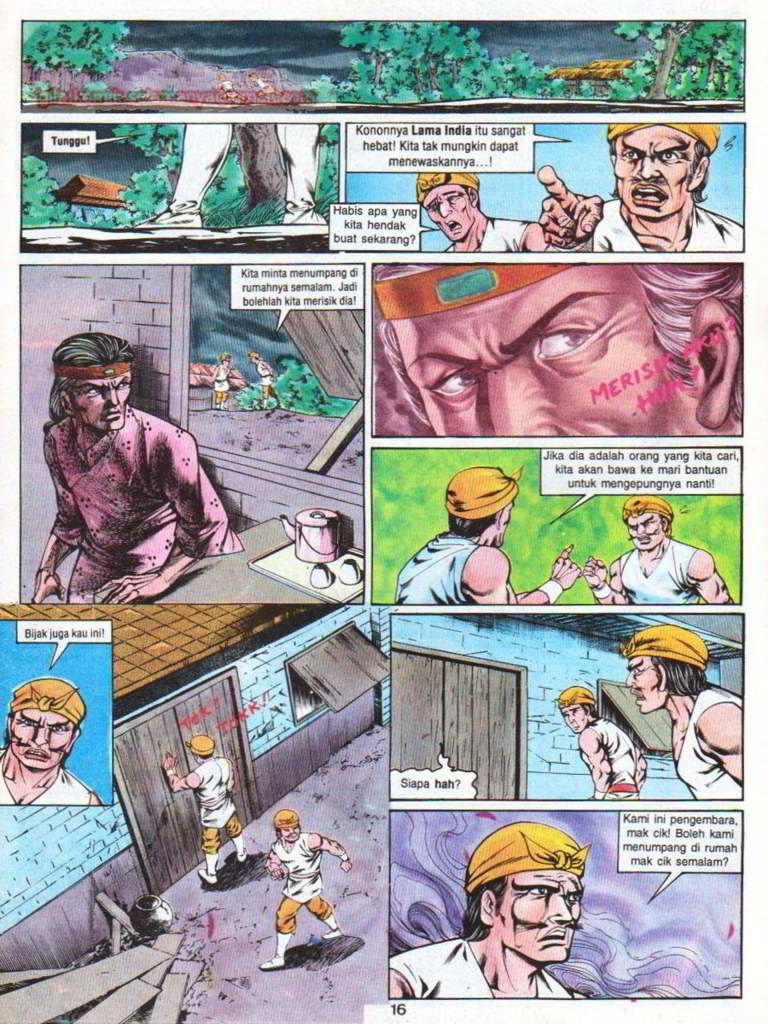 Tunggu!
Kononnya Lama India itu sangat
hebat! Kita tak mungkin dapat
menewaskannya...!
Habis apa yang
kita hendak
buat sekarang?
Kita minta menumpang di
rumahnya semalam. Jadi
bolehlah kita merisik dia!
MERISIK AKU?
HUH!
Jika dia adalah orang yang kita cari,
kita akan bawa ke mari bantuan
untuk mengepungnya nanti!
Bijak juga kau ini!
TOK!
TOKK!!
Siapa hah?
Kami ini pengembara,
mak cik! Boleh kami
menumpang di rumah
mak cik semalam?
16